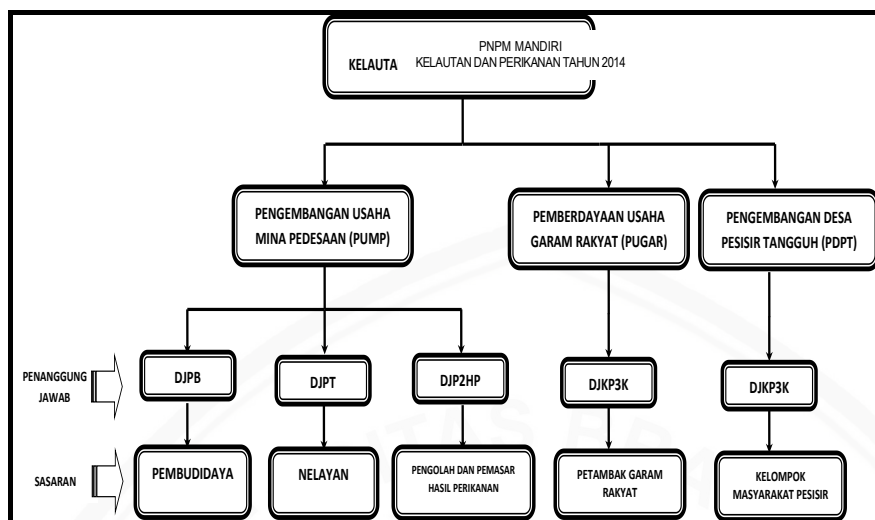 PNPM MANDIRI
KELAUTA KELAUTAN DAN PERIKANAN TAHUN 2014
PENGEMBANGAN USAHA
MINA PEDESAAN (PUMP)
PEMBERDAYAAN USAHA
GARAM RAKYAT (PUGAR)
PENGEMBANGAN DESA
PESISIR TANGGUH (PDPT)
PENANGGUNG
JAWAB
DJPB
DJPT
DJP2HP
DJKP3K
DJKP3K
SASARAN
PEMBUDIDAYA
NELAYAN
PENGOLAH DAN PEMASAR
HASIL PERIKANAN
PETAMBAK GARAM
RAKYAT
KELOMPOK
MASYARAKAT PESISIR